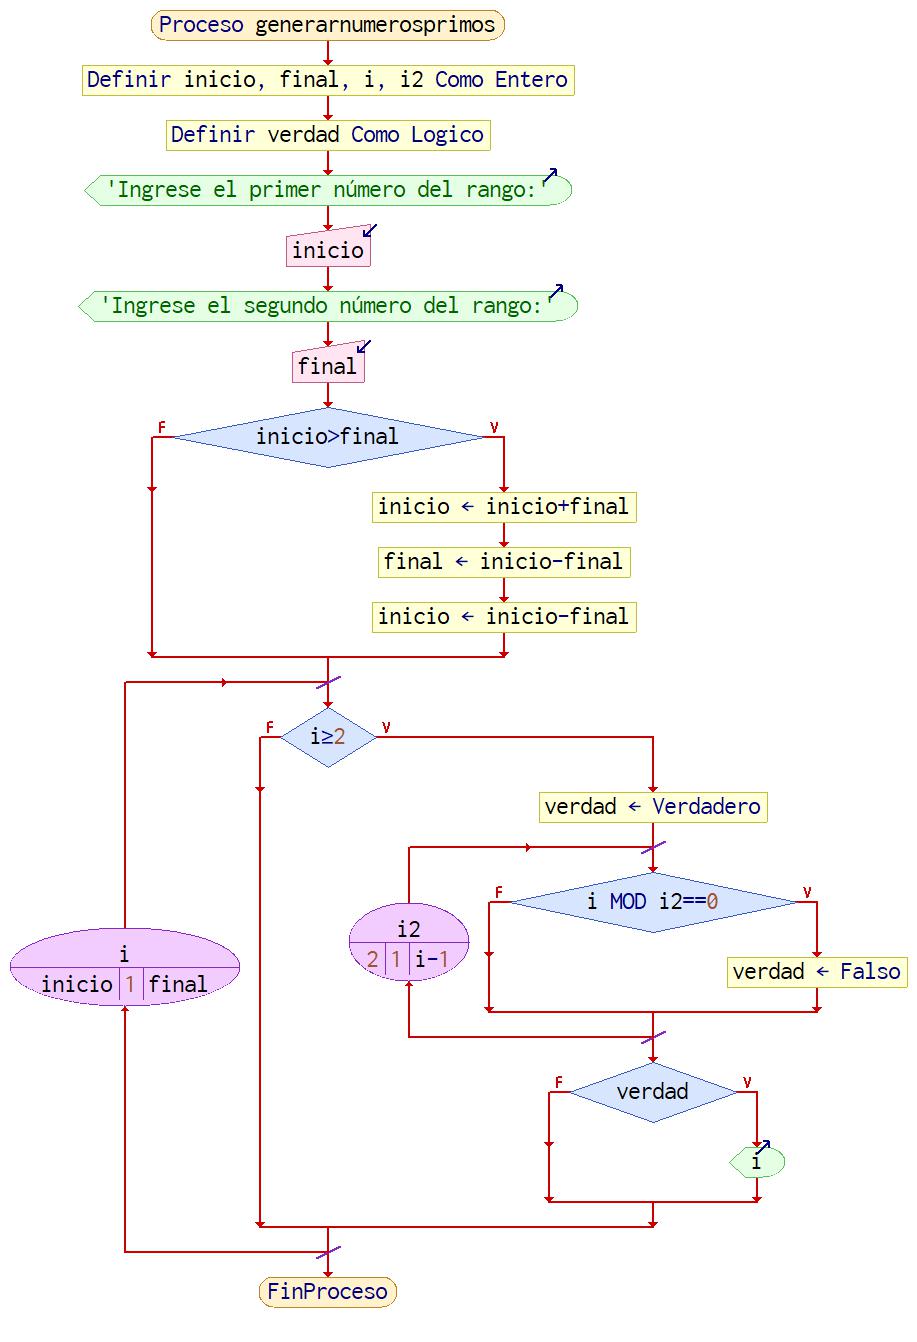 Proceso generarnumerosprimos
Definir inicio, final, i, i2 Como Entero
Definir verdad Como Logico
'Ingrese el primer número del rango:'
inicio
'Ingrese el segundo número del rango:'
final
F
V
inicio>final
inicio ← inicio+final
final ← inicio-final
inicio ← inicio-final
F
V
i≥2
verdad ← Verdadero
F
V
i MOD i2==0
i2
2 1 i-1
i
inicio 1 final
verdad ← Falso
F
V
verdad
i
FinProceso